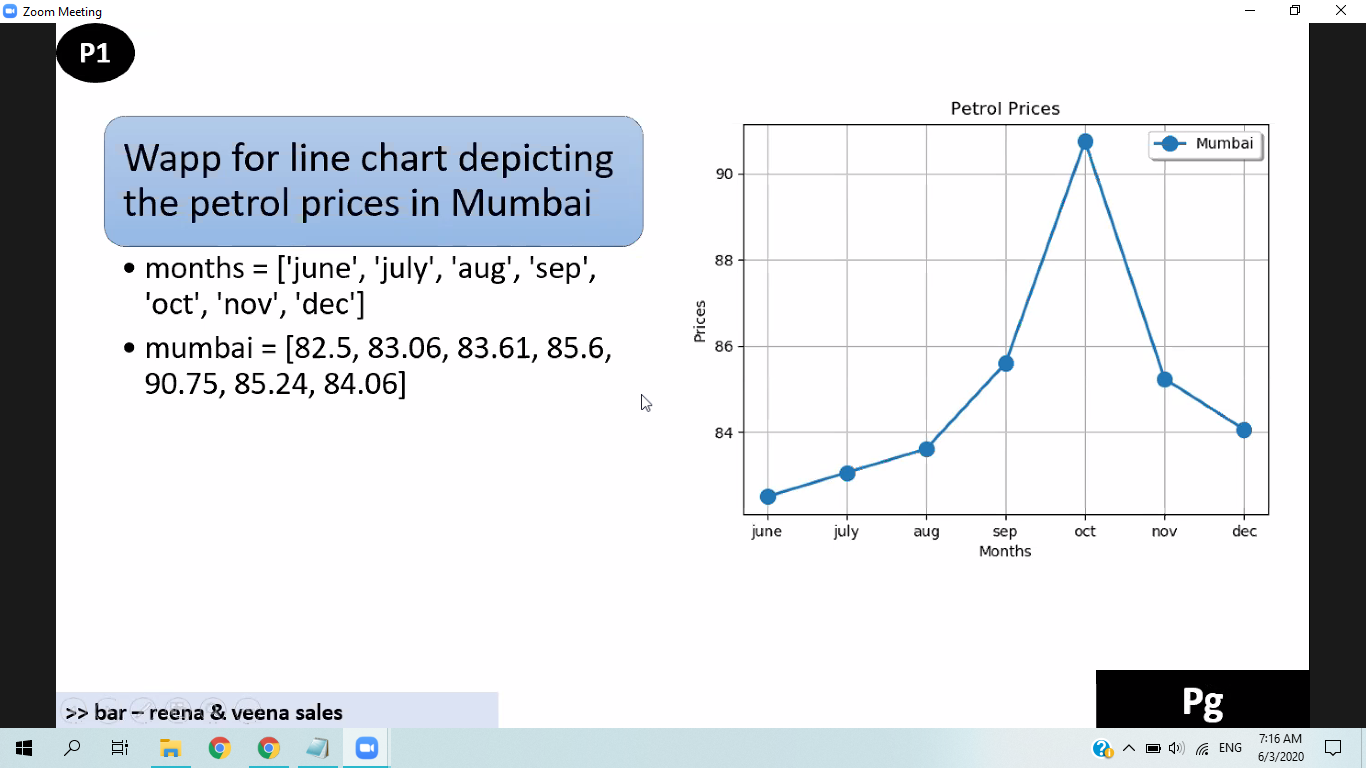 Zoom Meeting
P1
Wapp for line chart depicting
the petrol prices in Mumbai
• months = ['june', 'july', 'aug', 'sep',
'oct', 'nov', 'dec']
• mumbai = [82.5, 83.06, 83.61, 85.6,
90.75, 85.24, 84.06]
Petrol Prices
Mumbai
90
88
86
84
Prices
june july aug sep oct nov dec
Months
>> bar – reena & veena sales
Pg
ENG
7:16 AM
6/3/2020